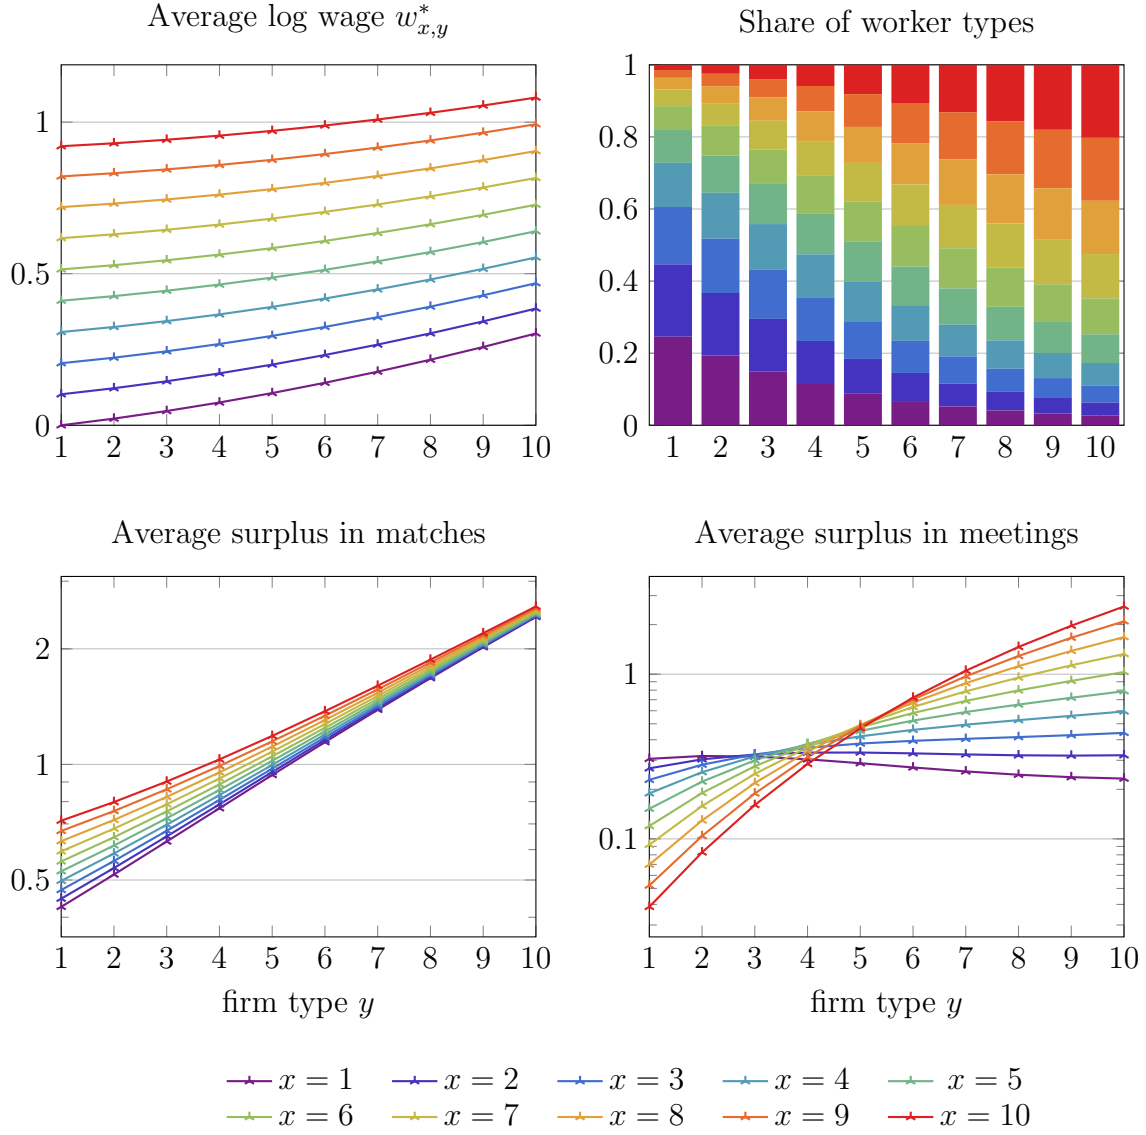 Average log wage w*x,y
Share of worker types
1
0.5
0
1 2 3 4 5 6 7 8 9 10
1
0.8
0.6
0.4
0.2
0
1 2 3 4 5 6 7 8 9 10
Average surplus in matches
Average surplus in meetings
2
1
0.5
1 2 3 4 5 6 7 8 9 10
firm type y
1
0.1
1 2 3 4 5 6 7 8 9 10
firm type y
x = 1 x = 2 x = 3 x = 4 x = 5
x = 6 x = 7 x = 8 x = 9 x = 10